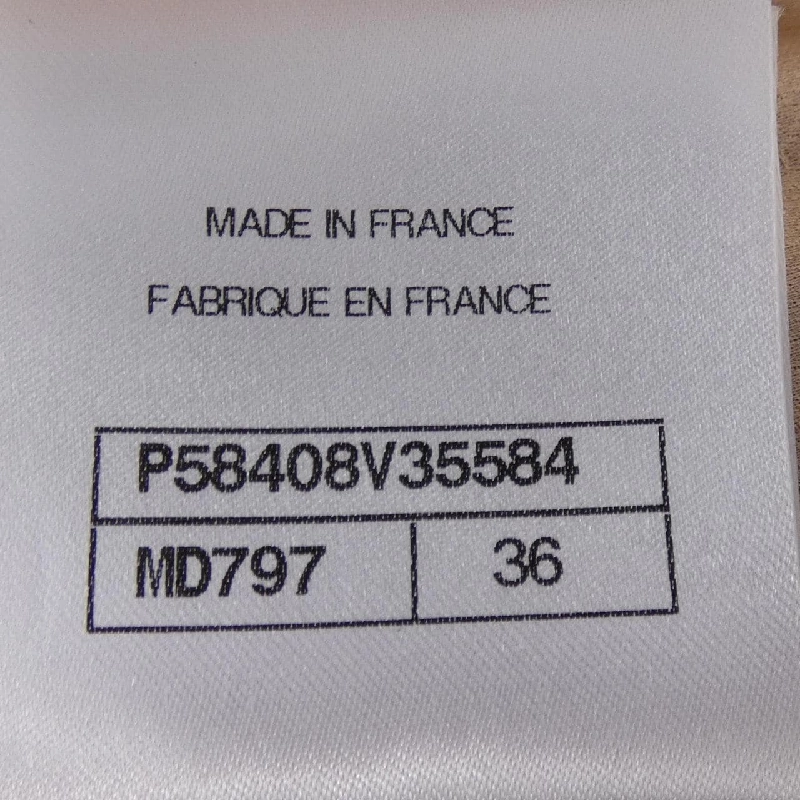 MADE IN FRANCE
FABRIQUE EN FRANCE
P58408V35584
MD797 36